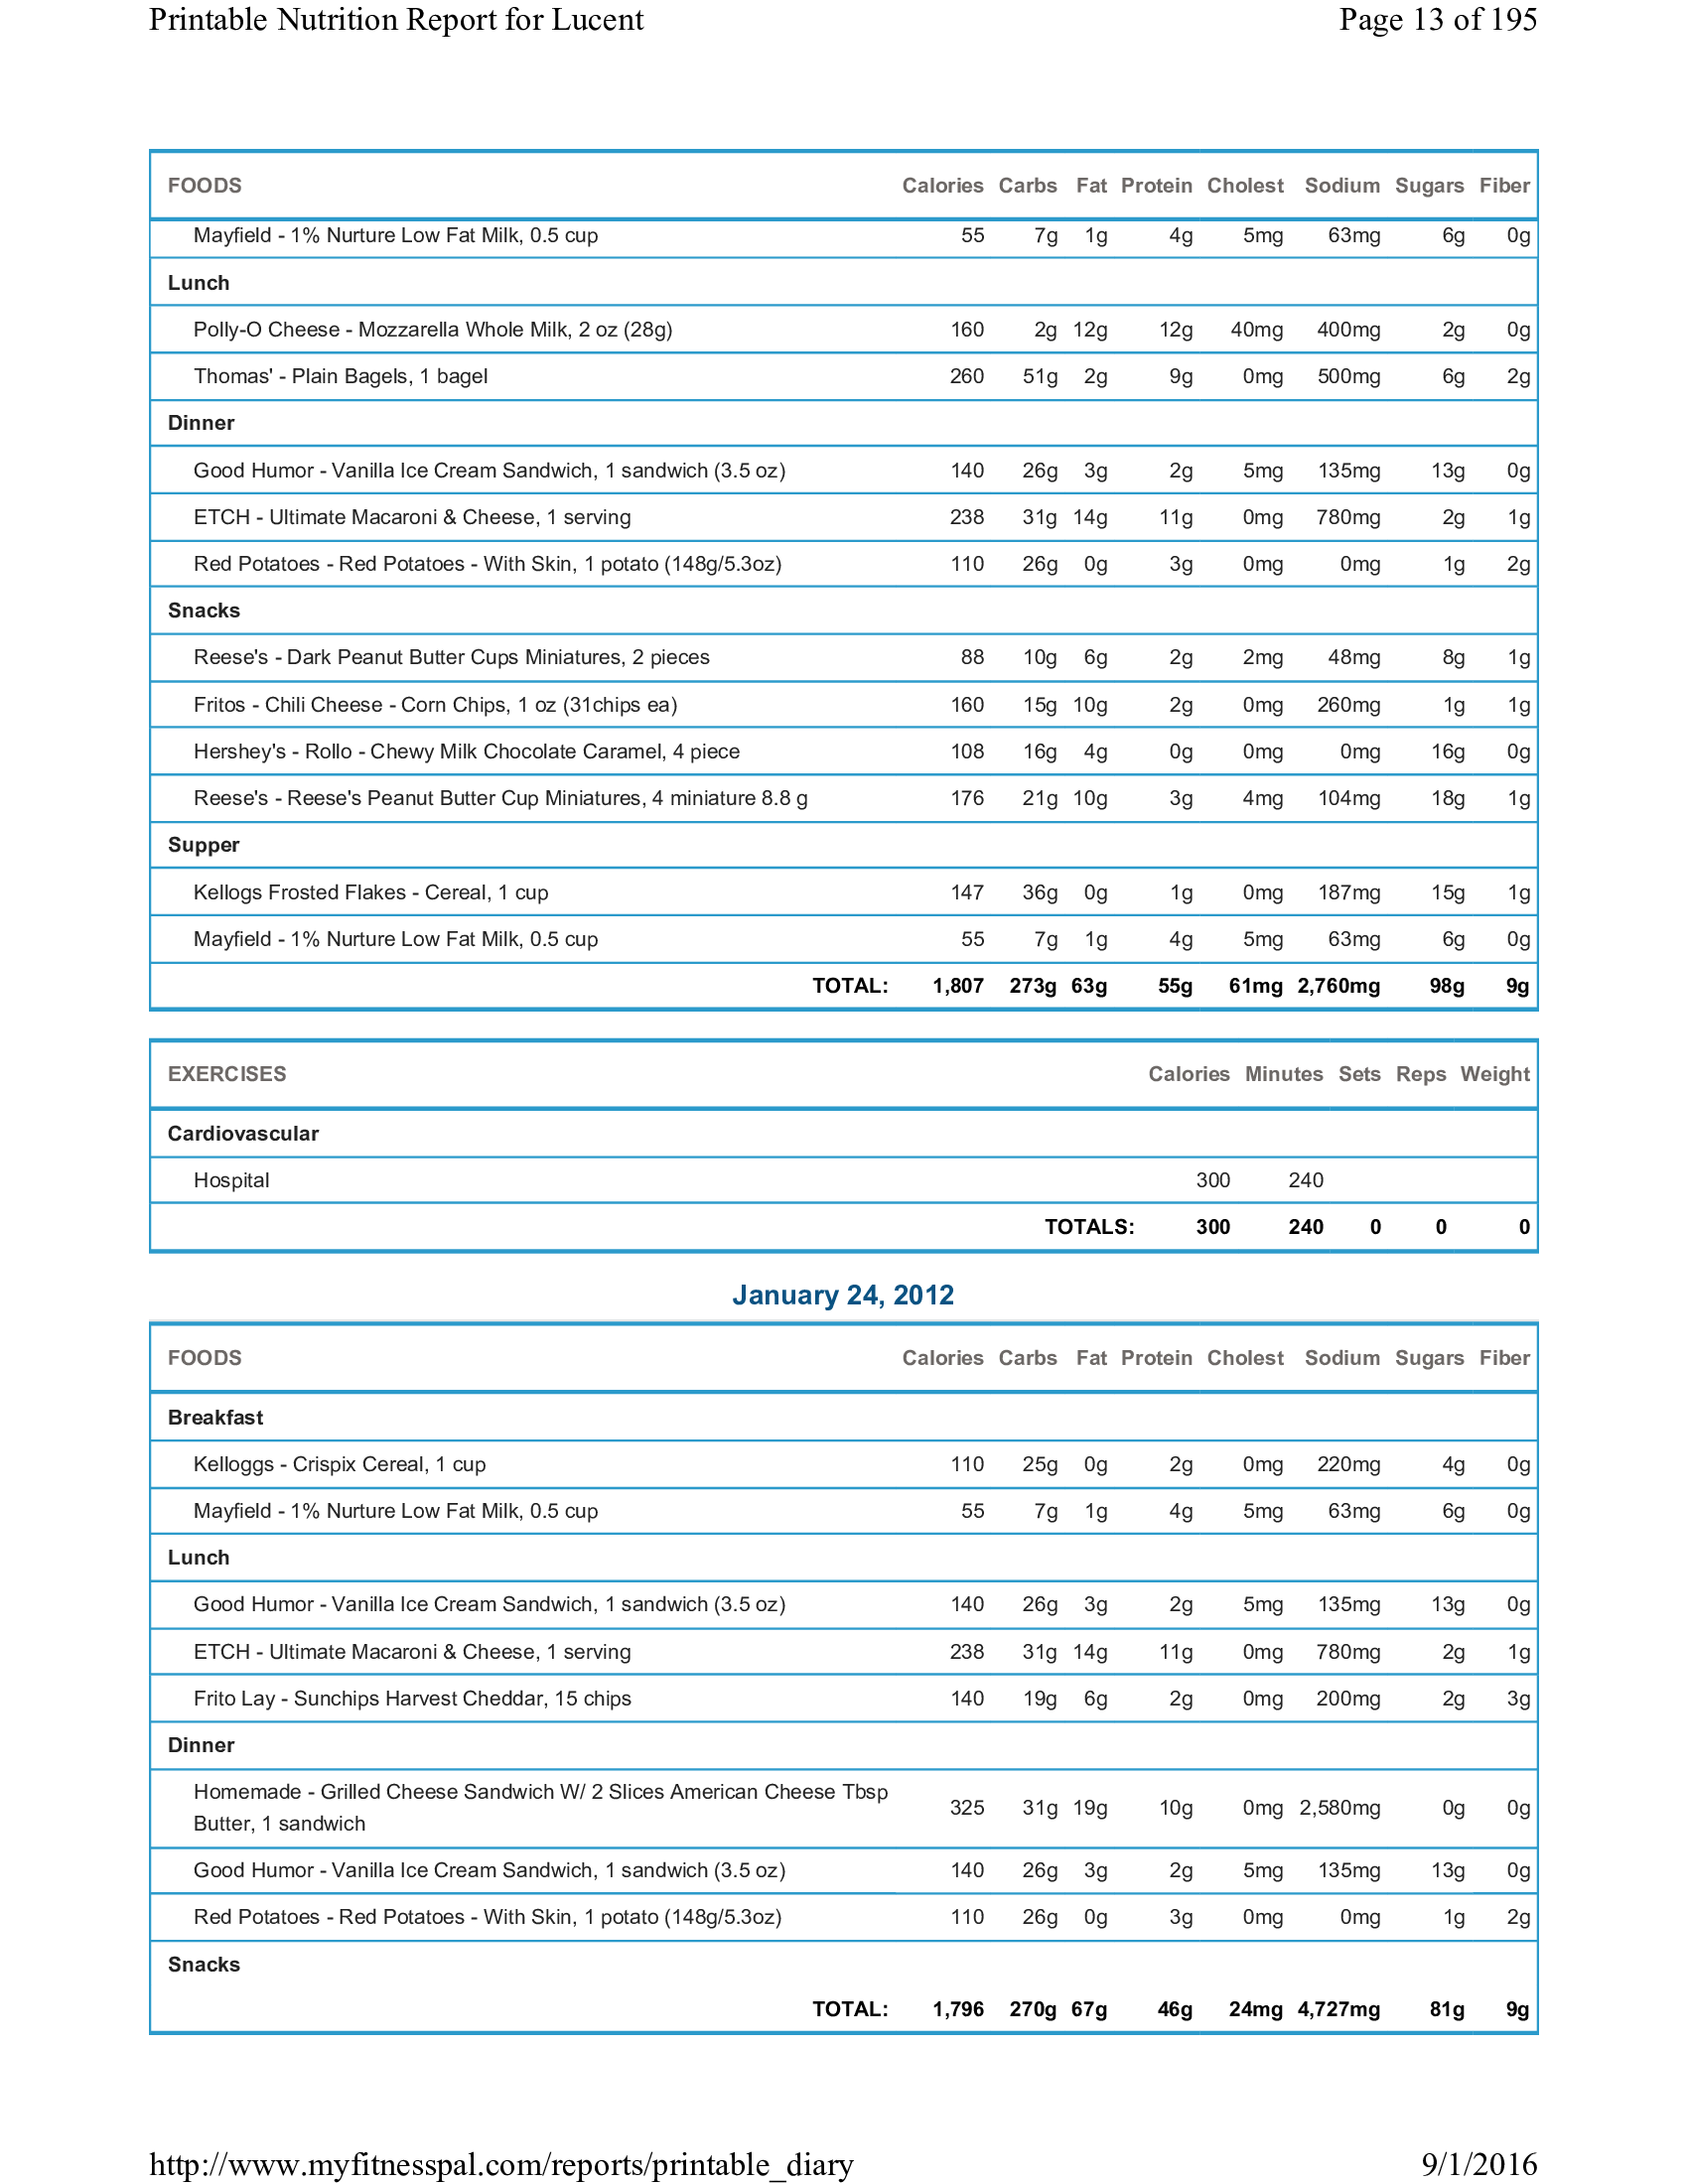 Printable Nutrition Report for Lucent Page 13 of 195
FOODS Calories Carbs Fat Protein Cholest Sodium Sugars Fiber
Mayfield - 1% Nurture Low Fat Milk, 0.5 cup 55 7g 1g 4g 5mg 63mg 6g 0g
Lunch
Polly-O Cheese - Mozzarella Whole Milk, 2 oz (28g) 160 2g 12g 12g 40mg 400mg 2g 0g
Thomas' - Plain Bagels, 1 bagel 260 51g 2g 9g 0mg 500mg 6g 2g
Dinner
Good Humor - Vanilla Ice Cream Sandwich, 1 sandwich (3.5 oz) 140 26g 3g 2g 5mg 135mg 13g 0g
ETCH - Ultimate Macaroni & Cheese, 1 serving 238 31g 14g 11g 0mg 780mg 2g 1g
Red Potatoes - Red Potatoes - With Skin, 1 potato (148g/5.3oz) 110 26g 0g 3g 0mg 0mg 1g 2g
Snacks
Reese's - Dark Peanut Butter Cups Miniatures, 2 pieces 88 10g 6g 2g 2mg 48mg 8g 1g
Fritos - Chili Cheese - Corn Chips, 1 oz (31chips ea) 160 15g 10g 2g 0mg 260mg 1g 1g
Hershey's - Rollo - Chewy Milk Chocolate Caramel, 4 piece 108 16g 4g 0g 0mg 0mg 16g 0g
Reese's - Reese's Peanut Butter Cup Miniatures, 4 miniature 8.8 g 176 21g 10g 3g 4mg 104mg 18g 1g
Supper
Kellogs Frosted Flakes - Cereal, 1 cup 147 36g 0g 1g 0mg 187mg 15g 1g
Mayfield - 1% Nurture Low Fat Milk, 0.5 cup 55 7g 1g 4g 5mg 63mg 6g 0g
TOTAL: 1,807 273g 63g 55g 61mg 2,760mg 98g 9g
EXERCISES Calories Minutes Sets Reps Weight
Cardiovascular
Hospital 300 240
TOTALS: 300 240 0 0 0
January 24, 2012
FOODS Calories Carbs Fat Protein Cholest Sodium Sugars Fiber
Breakfast
Kelloggs - Crispix Cereal, 1 cup 110 25g 0g 2g 0mg 220mg 4g 0g
Mayfield - 1% Nurture Low Fat Milk, 0.5 cup 55 7g 1g 4g 5mg 63mg 6g 0g
Lunch
Good Humor - Vanilla Ice Cream Sandwich, 1 sandwich (3.5 oz) 140 26g 3g 2g 5mg 135mg 13g 0g
ETCH - Ultimate Macaroni & Cheese, 1 serving 238 31g 14g 11g 0mg 780mg 2g 1g
Frito Lay - Sunchips Harvest Cheddar, 15 chips 140 19g 6g 2g 0mg 200mg 2g 3g
Dinner
Homemade - Grilled Cheese Sandwich W/ 2 Slices American Cheese Tbsp
Butter, 1 sandwich 325 31g 19g 10g 0mg 2,580mg 0g 0g
Good Humor - Vanilla Ice Cream Sandwich, 1 sandwich (3.5 oz) 140 26g 3g 2g 5mg 135mg 13g 0g
Red Potatoes - Red Potatoes - With Skin, 1 potato (148g/5.3oz) 110 26g 0g 3g 0mg 0mg 1g 2g
Snacks
TOTAL: 1,796 270g 67g 46g 24mg 4,727mg 81g 9g
http://www.myfitnesspal.com/reports/printable_diary 9/1/2016